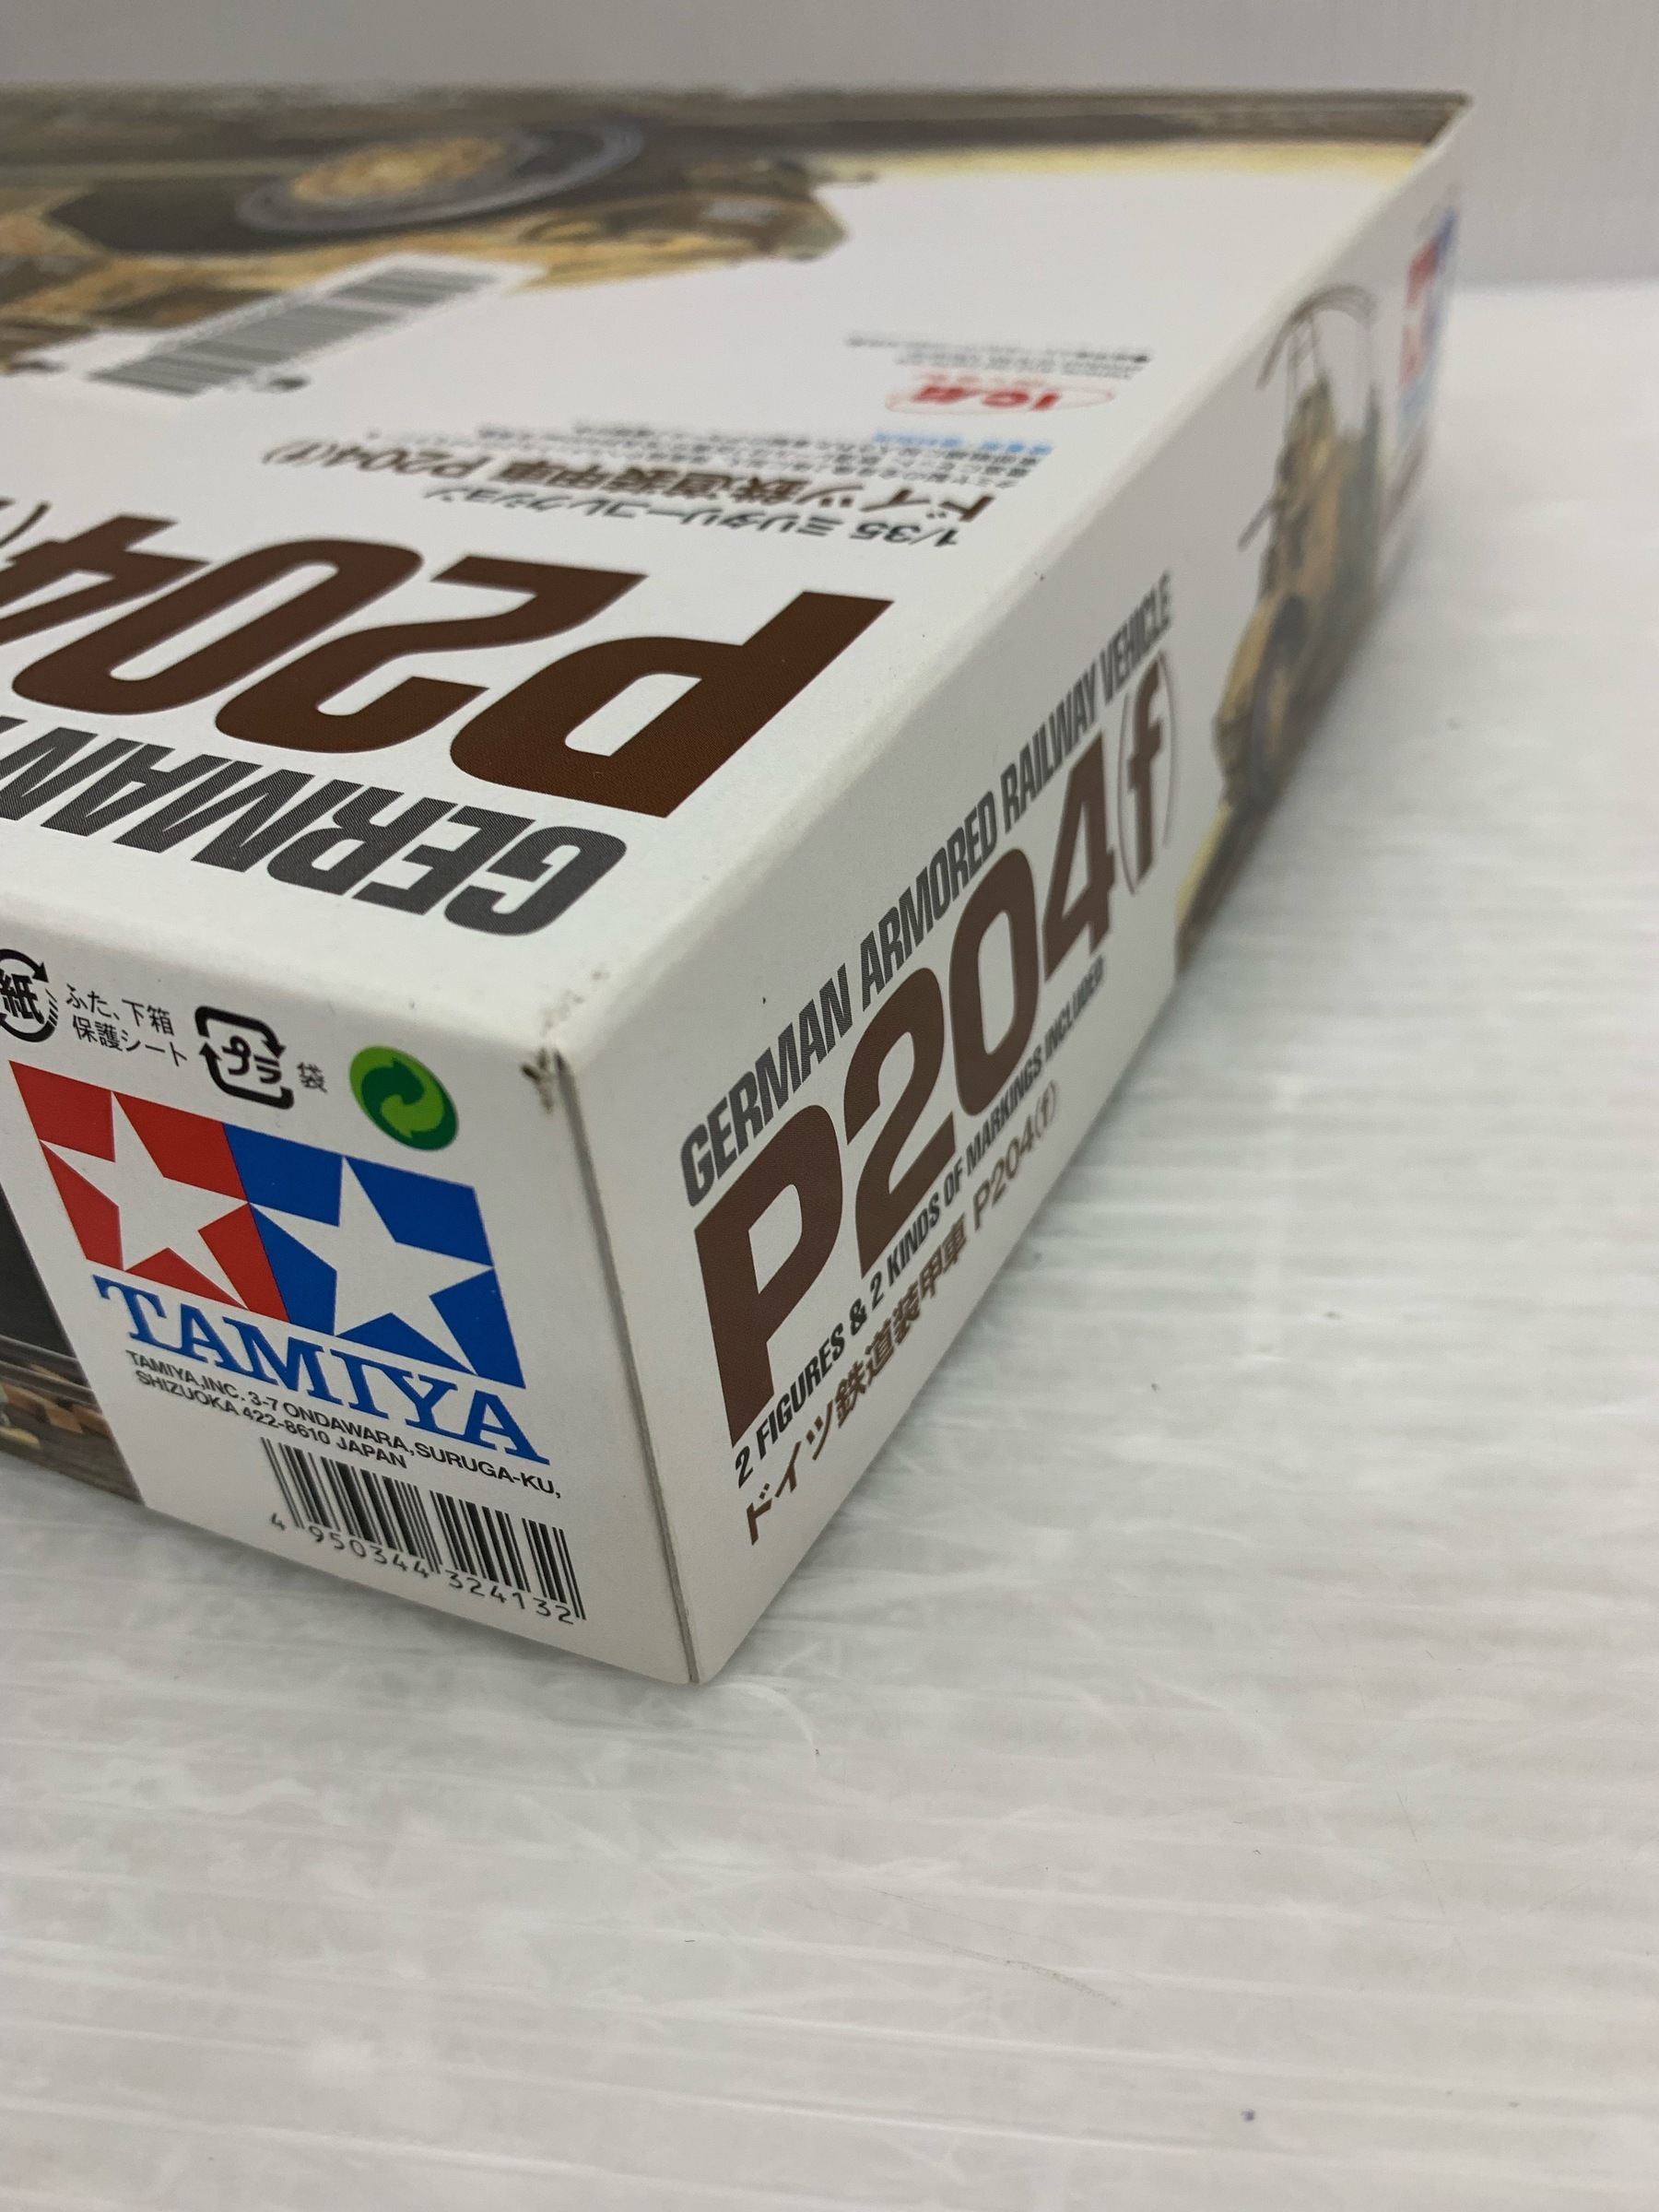 1/35 ミリタリーコレクション
ドイツ鉄道装甲車 P204(f)
P204(
GERMAN
紙
ふた、下箱
保護シート
プラ
袋
TAMIYA
TAMIYA,INC. 3-7 ONDAWARA,SURUGA-KU,
SHIZUOKA 422-8610 JAPAN
4 950344 324132
GERMAN ARMORED RAILWAY VEHICLE
P204(f)
2 FIGURES & 2 KINDS OF MARKINGS INCLUDED
ドイツ鉄道装甲車 P204(f)